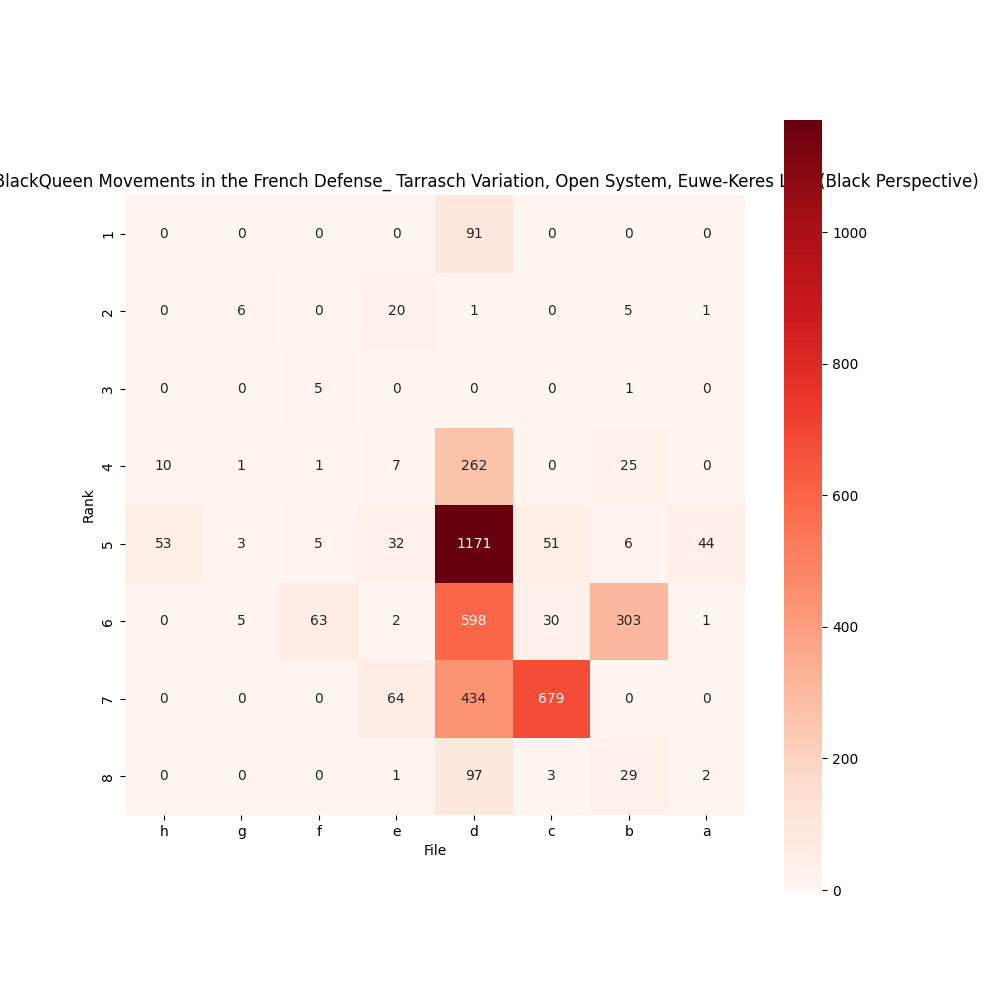 BlackQueen Movements in the French Defense_ Tarrasch Variation, Open System, Euwe-Keres (Black Perspective)
1 0 0 0 0 91 0 0 0
2 0 6 0 20 1 0 5 1
3 0 0 5 0 0 0 1 0
4 10 1 1 7 262 0 25 0
5 53 3 5 32 1171 51 6 44
6 0 5 63 2 598 30 303 1
7 0 0 0 64 434 679 0 0
8 0 0 0 1 97 3 29 2
h g f e d c b a
File
Rank
1000
800
600
400
200
0